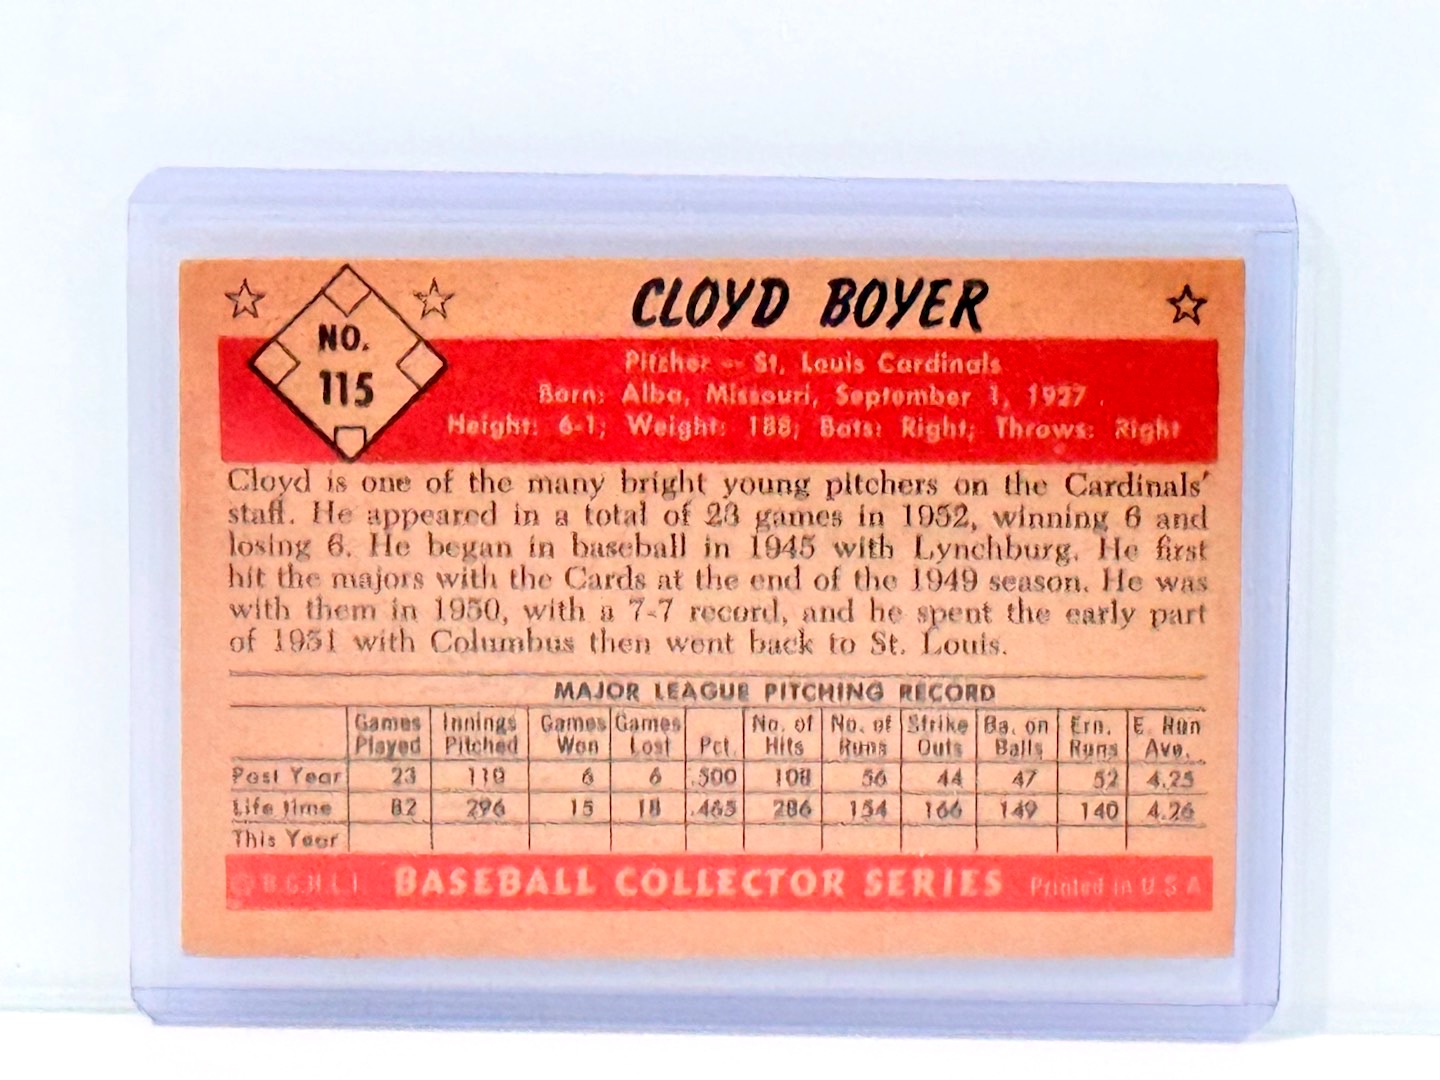 CLOYD BOYER
NO.
115
Pitcher -- St. Louis Cardinals
Born: Alba, Missouri, September 1, 1927
Height: 6-1; Weight: 188; Bats: Right; Throws: Right
Cloyd is one of the many bright young pitchers on the Cardinals'
staff. He appeared in a total of 23 games in 1952, winning 6 and
losing 6. He began in baseball in 1945 with Lynchburg. He first
hit the majors with the Cards at the end of the 1949 season. He was
with them in 1950, with a 7-7 record, and he spent the early part
of 1951 with Columbus then went back to St. Louis.
MAJOR LEAGUE PITCHING RECORD
Games Played Innings Pitched Games Won Games Lost Pct. No. of Hits No. of Runs Strike Outs Ba. on Balls Ern. Runs E. Run Ave.
Past Year 23 110 6 6 .500 108 56 44 47 52 4.25
Life time 82 296 15 18 .465 286 154 166 149 140 4.26
This Year
B.G.H.L.I. BASEBALL COLLECTOR SERIES Printed in U S A